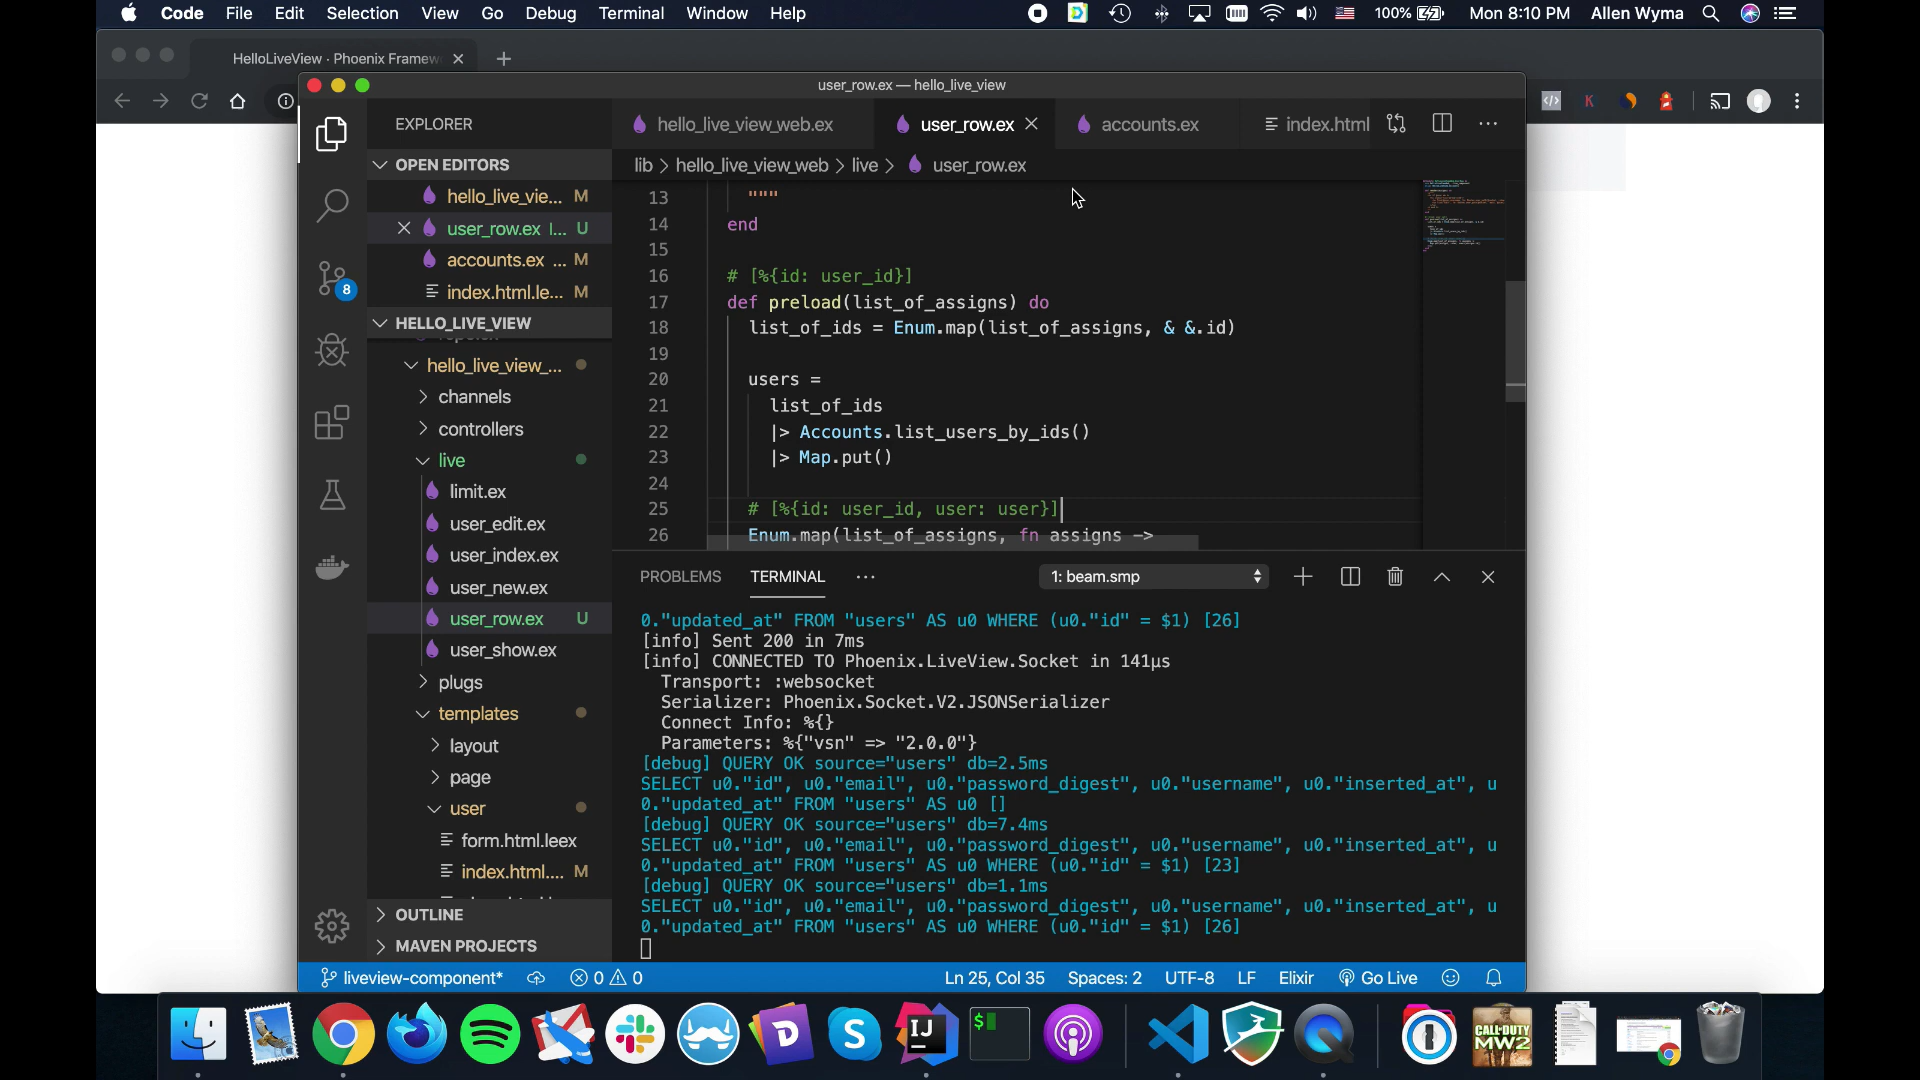 Code File Edit Selection View Go Debug Terminal Window Help 100% Mon 8:10 PM Allen Wyma
HelloLiveView · Phoenix Framew
user_row.ex — hello_live_view
EXPLORER
OPEN EDITORS
hello_live_vie... M
user_row.ex l... U
accounts.ex ... M
index.html.le... M
HELLO_LIVE_VIEW
hello_live_view_...
channels
controllers
live
limit.ex
user_edit.ex
user_index.ex
user_new.ex
user_row.ex U
user_show.ex
plugs
templates
layout
page
user
form.html.leex
index.html.... M
OUTLINE
MAVEN PROJECTS
8
hello_live_view_web.ex user_row.ex accounts.ex index.html
lib > hello_live_view_web > live > user_row.ex
13 """
14 end
15
16 # [%{id: user_id}]
17 def preload(list_of_assigns) do
18 list_of_ids = Enum.map(list_of_assigns, & &.id)
19
20 users =
21 list_of_ids
22 |> Accounts.list_users_by_ids()
23 |> Map.put()
24
25 # [%{id: user_id, user: user}]
26 Enum.map(list_of_assigns, fn assigns ->
PROBLEMS TERMINAL ... 1: beam.smp
0."updated_at" FROM "users" AS u0 WHERE (u0."id" = $1) [26]
[info] Sent 200 in 7ms
[info] CONNECTED TO Phoenix.LiveView.Socket in 141µs
Transport: :websocket
Serializer: Phoenix.Socket.V2.JSONSerializer
Connect Info: %{}
Parameters: %{"vsn" => "2.0.0"}
[debug] QUERY OK source="users" db=2.5ms
SELECT u0."id", u0."email", u0."password_digest", u0."username", u0."inserted_at", u
0."updated_at" FROM "users" AS u0 []
[debug] QUERY OK source="users" db=7.4ms
SELECT u0."id", u0."email", u0."password_digest", u0."username", u0."inserted_at", u
0."updated_at" FROM "users" AS u0 WHERE (u0."id" = $1) [23]
[debug] QUERY OK source="users" db=1.1ms
SELECT u0."id", u0."email", u0."password_digest", u0."username", u0."inserted_at", u
0."updated_at" FROM "users" AS u0 WHERE (u0."id" = $1) [26]
liveview-component* 0 0 Ln 25, Col 35 Spaces: 2 UTF-8 LF Elixir Go Live
IJ
$
CALL OF DUTY
MW2